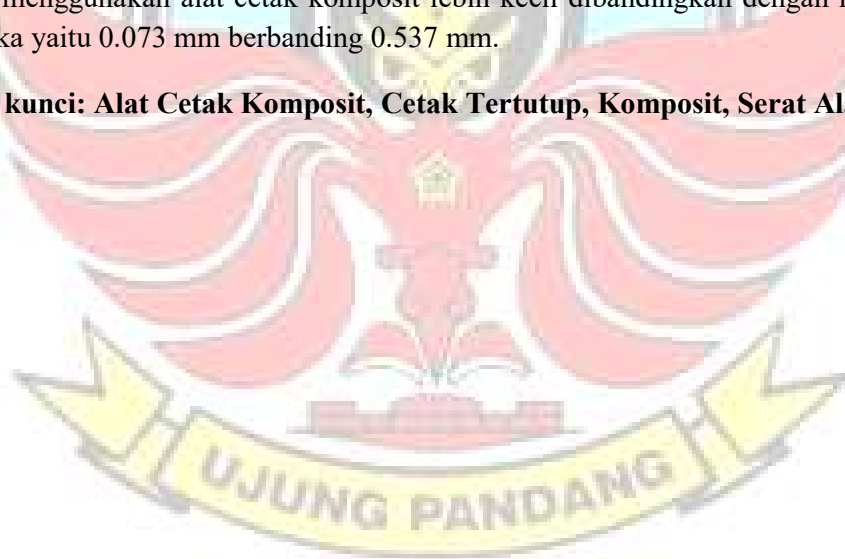 menggunakan alat cetak komposit lebih kecil dibandingkan dengan
ka yaitu 0.073 mm berbanding 0.537 mm.
kunci: Alat Cetak Komposit, Cetak Tertutup, Komposit, Serat Al
UJUNG PANDANG